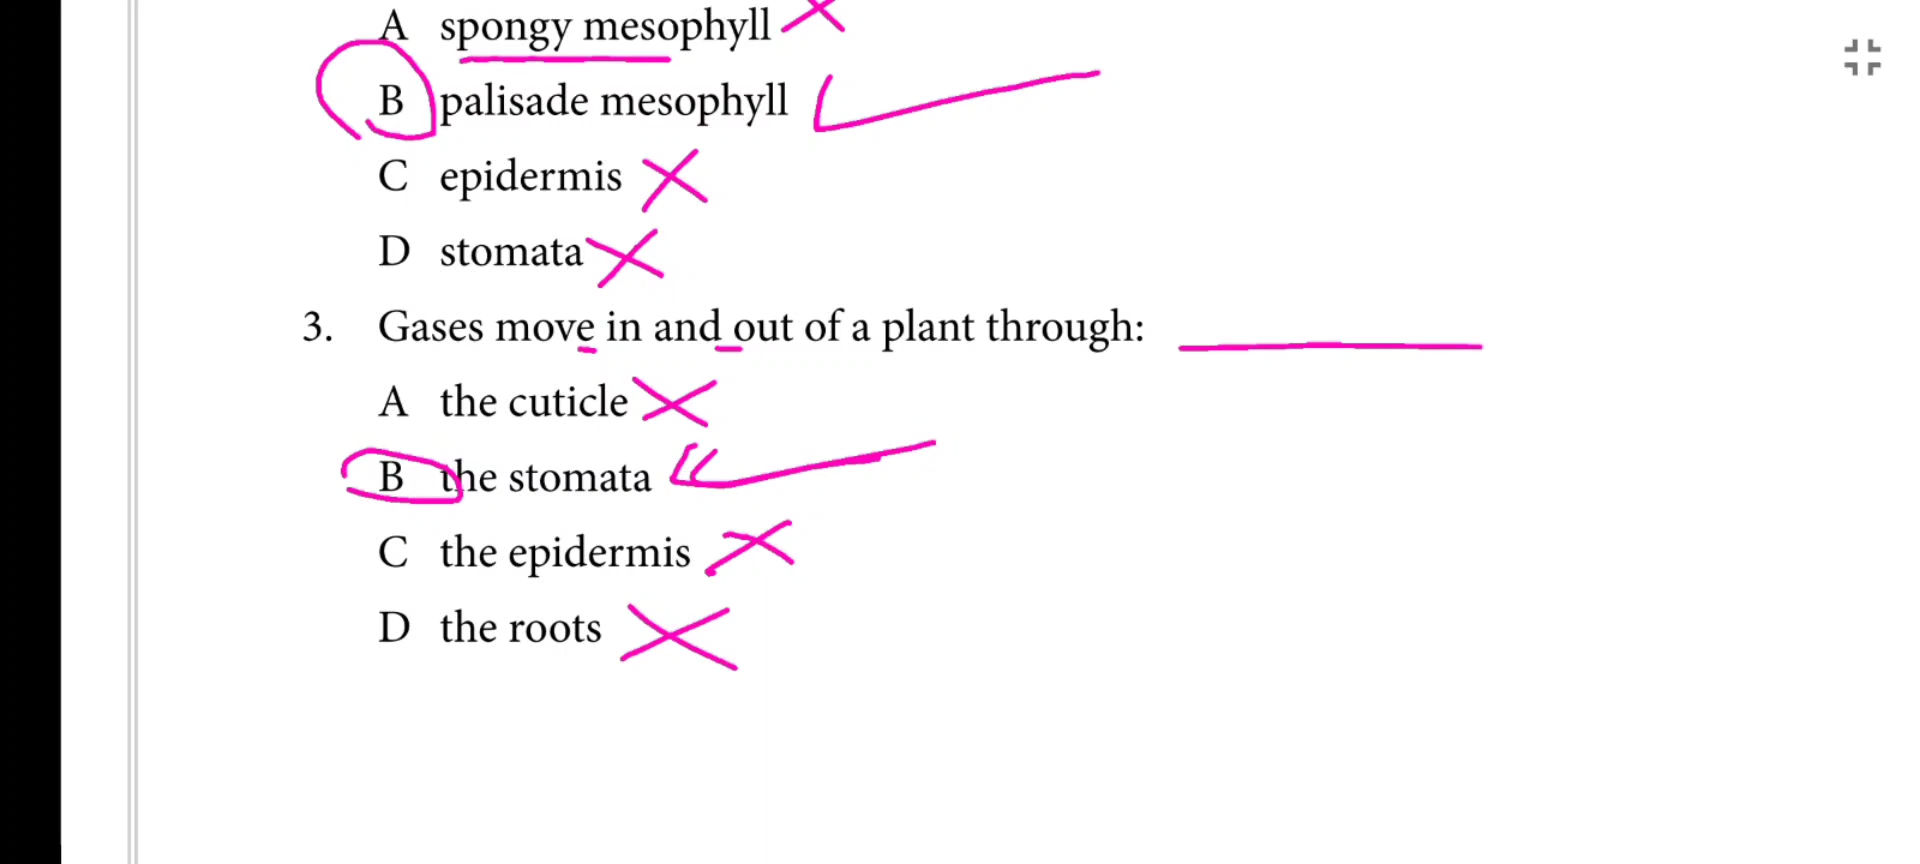 A spongy mesophyll
B palisade mesophyll
C epidermis
D stomata
3. Gases move in and out of a plant through:
A the cuticle
B the stomata
C the epidermis
D the roots